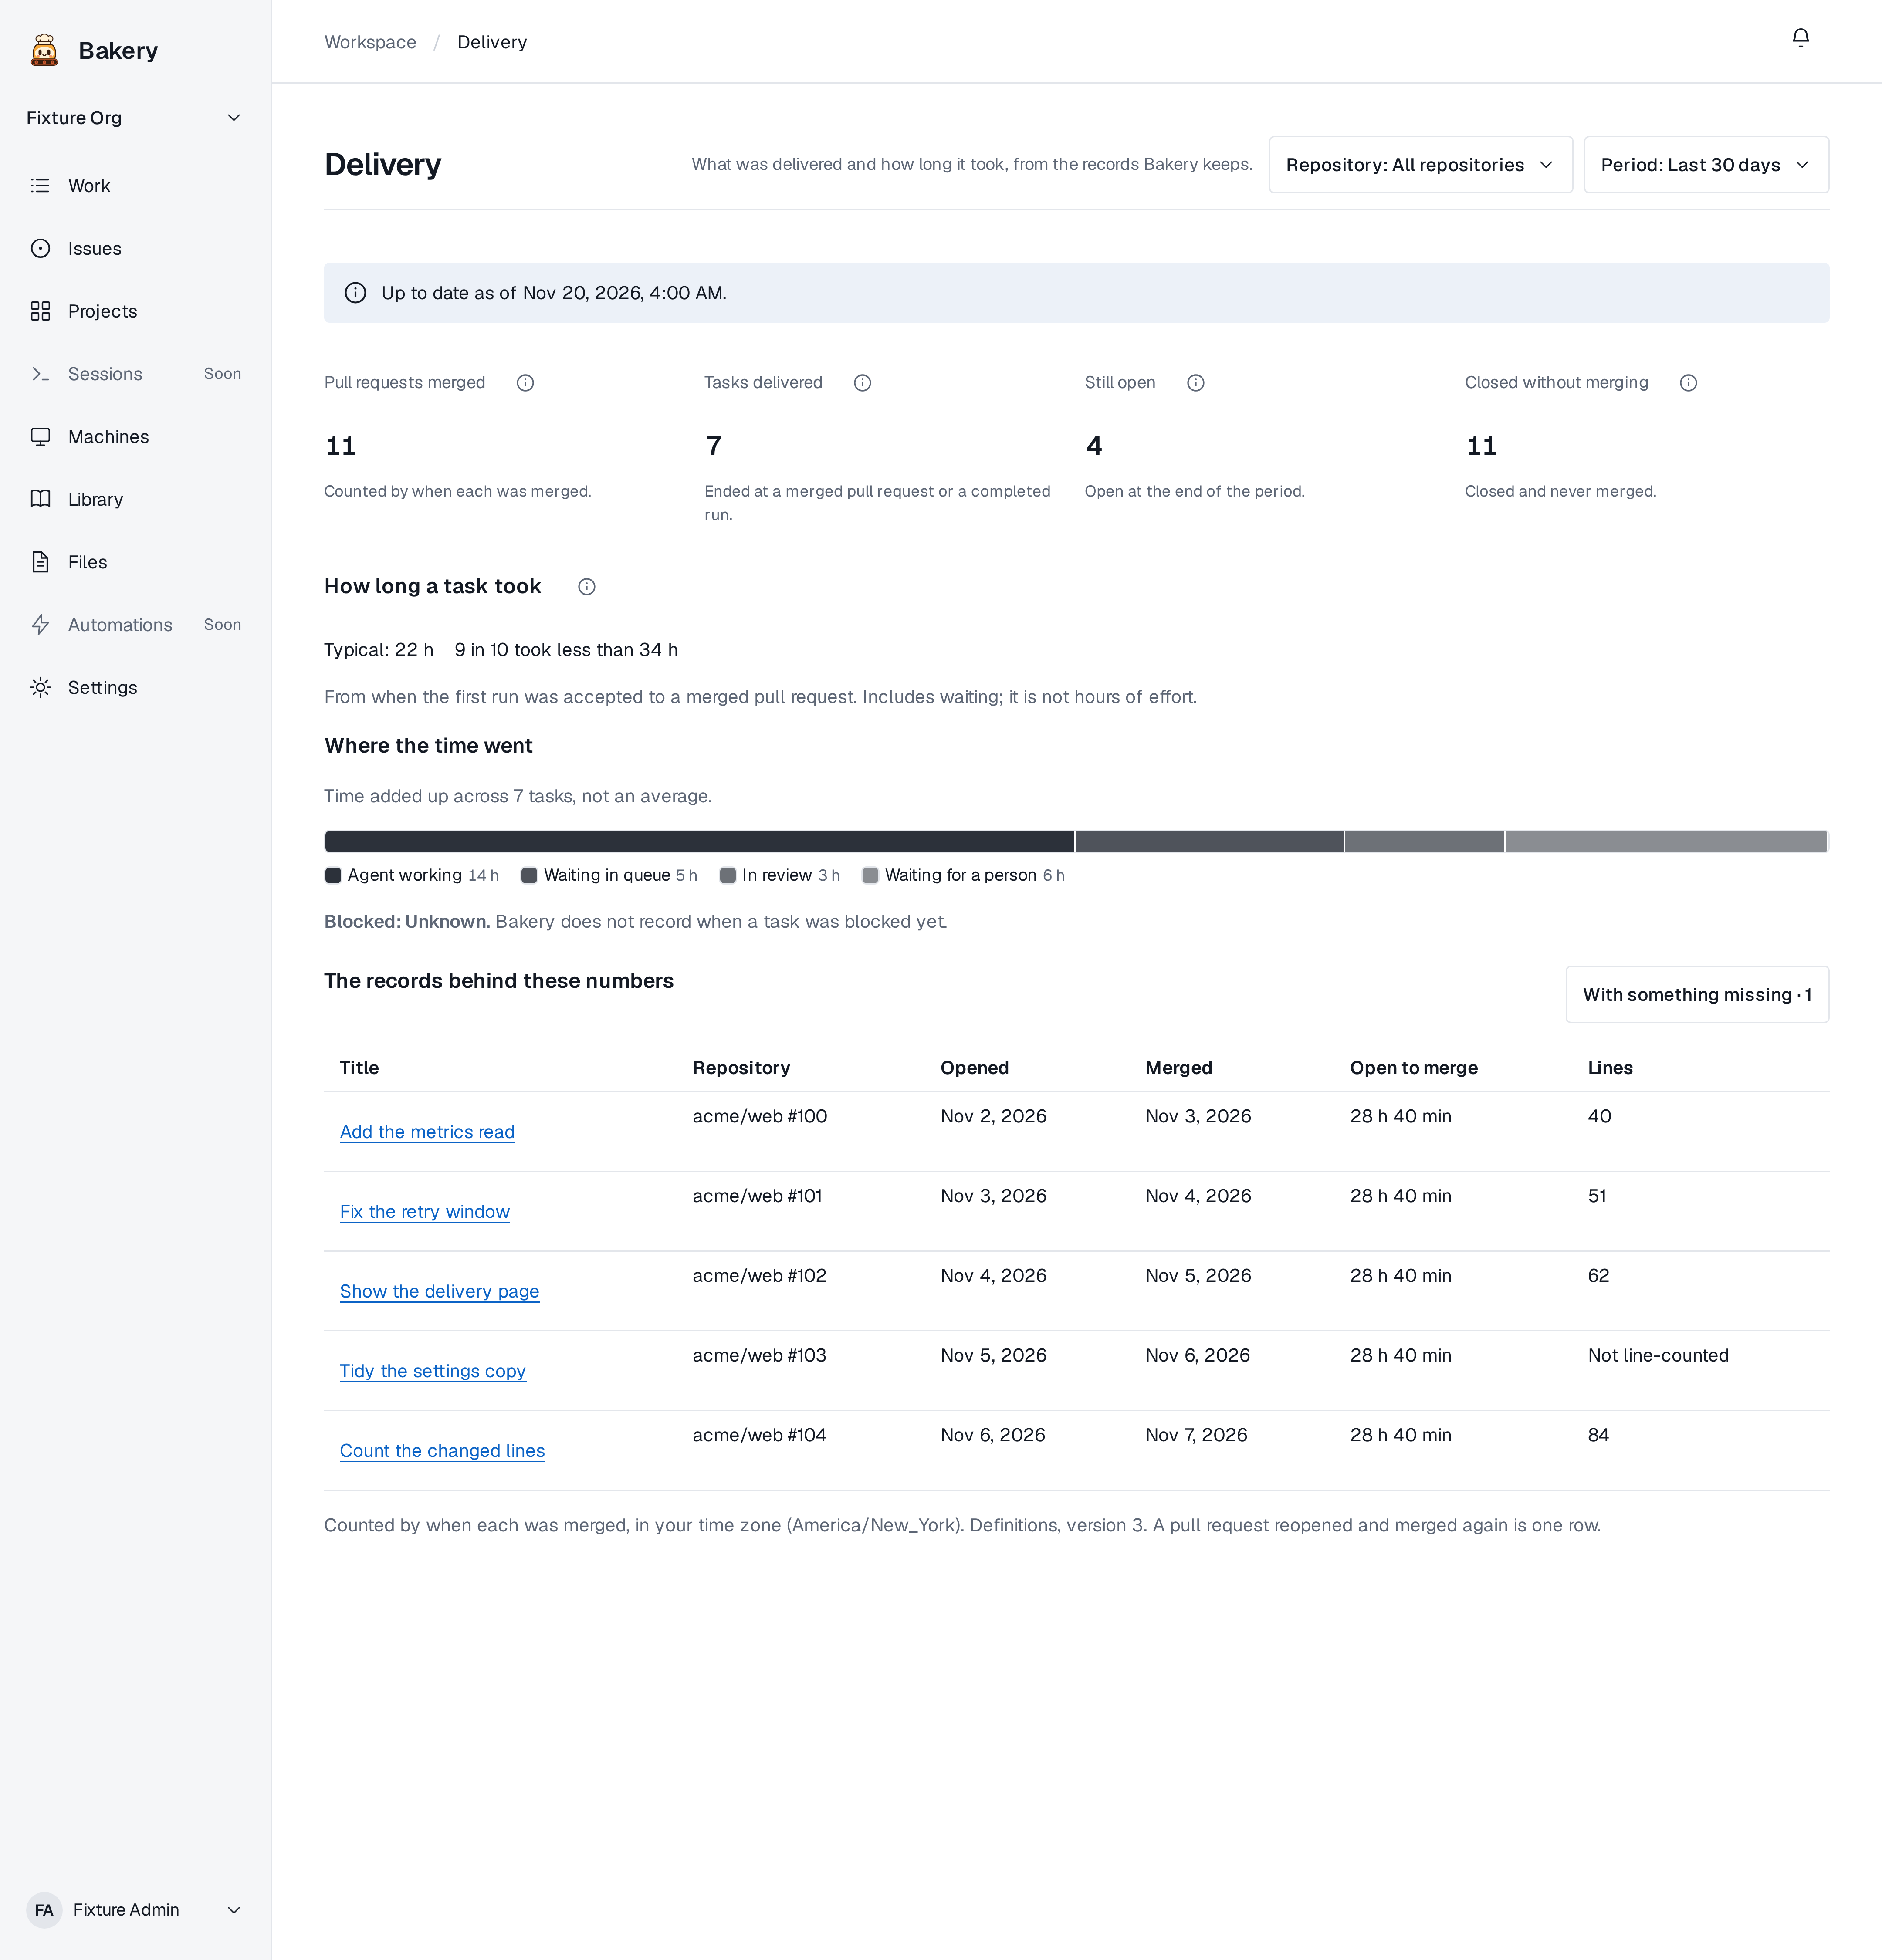 Bakery
Fixture Org
Work
Issues
Projects
Sessions Soon
Machines
Library
Files
Automations Soon
Settings
FA Fixture Admin
Workspace / Delivery
Delivery
What was delivered and how long it took, from the records Bakery keeps.
Repository: All repositories
Period: Last 30 days
Up to date as of Nov 20, 2026, 4:00 AM.
Pull requests merged
11
Counted by when each was merged.
Tasks delivered
7
Ended at a merged pull request or a completed
run.
Still open
4
Open at the end of the period.
Closed without merging
11
Closed and never merged.
How long a task took
Typical: 22 h 9 in 10 took less than 34 h
From when the first run was accepted to a merged pull request. Includes waiting; it is not hours of effort.
Where the time went
Time added up across 7 tasks, not an average.
Agent working 14 h Waiting in queue 5 h In review 3 h Waiting for a person 6 h
Blocked: Unknown. Bakery does not record when a task was blocked yet.
The records behind these numbers
With something missing · 1
Title Repository Opened Merged Open to merge Lines
Add the metrics read acme/web #100 Nov 2, 2026 Nov 3, 2026 28 h 40 min 40
Fix the retry window acme/web #101 Nov 3, 2026 Nov 4, 2026 28 h 40 min 51
Show the delivery page acme/web #102 Nov 4, 2026 Nov 5, 2026 28 h 40 min 62
Tidy the settings copy acme/web #103 Nov 5, 2026 Nov 6, 2026 28 h 40 min Not line-counted
Count the changed lines acme/web #104 Nov 6, 2026 Nov 7, 2026 28 h 40 min 84
Counted by when each was merged, in your time zone (America/New_York). Definitions, version 3. A pull request reopened and merged again is one row.